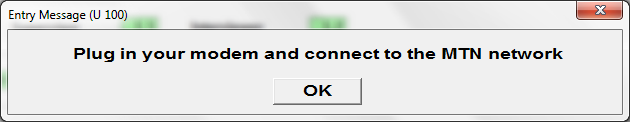 Entry Message (U 100)
Plug in your modem and connect to the MTN network
OK